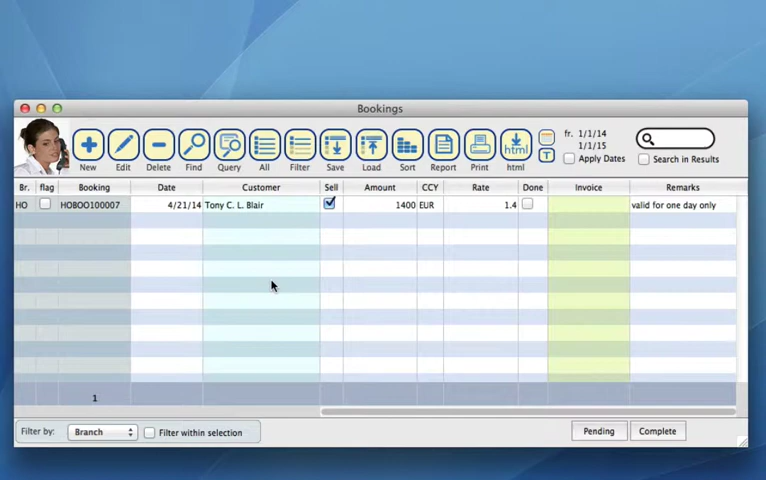 Bookings
New Edit Delete Find Query All Filter Save Load Sort Report Print html
html
T
fr. 1/1/14
1/1/15
Apply Dates
Search in Results
Br. flag Booking Date Customer Sell Amount CCY Rate Done Invoice Remarks
HO HOBOO100007 4/21/14 Tony C. L. Blair 1400 EUR 1.4 valid for one day only
1
Filter by: Branch Filter within selection Pending Complete